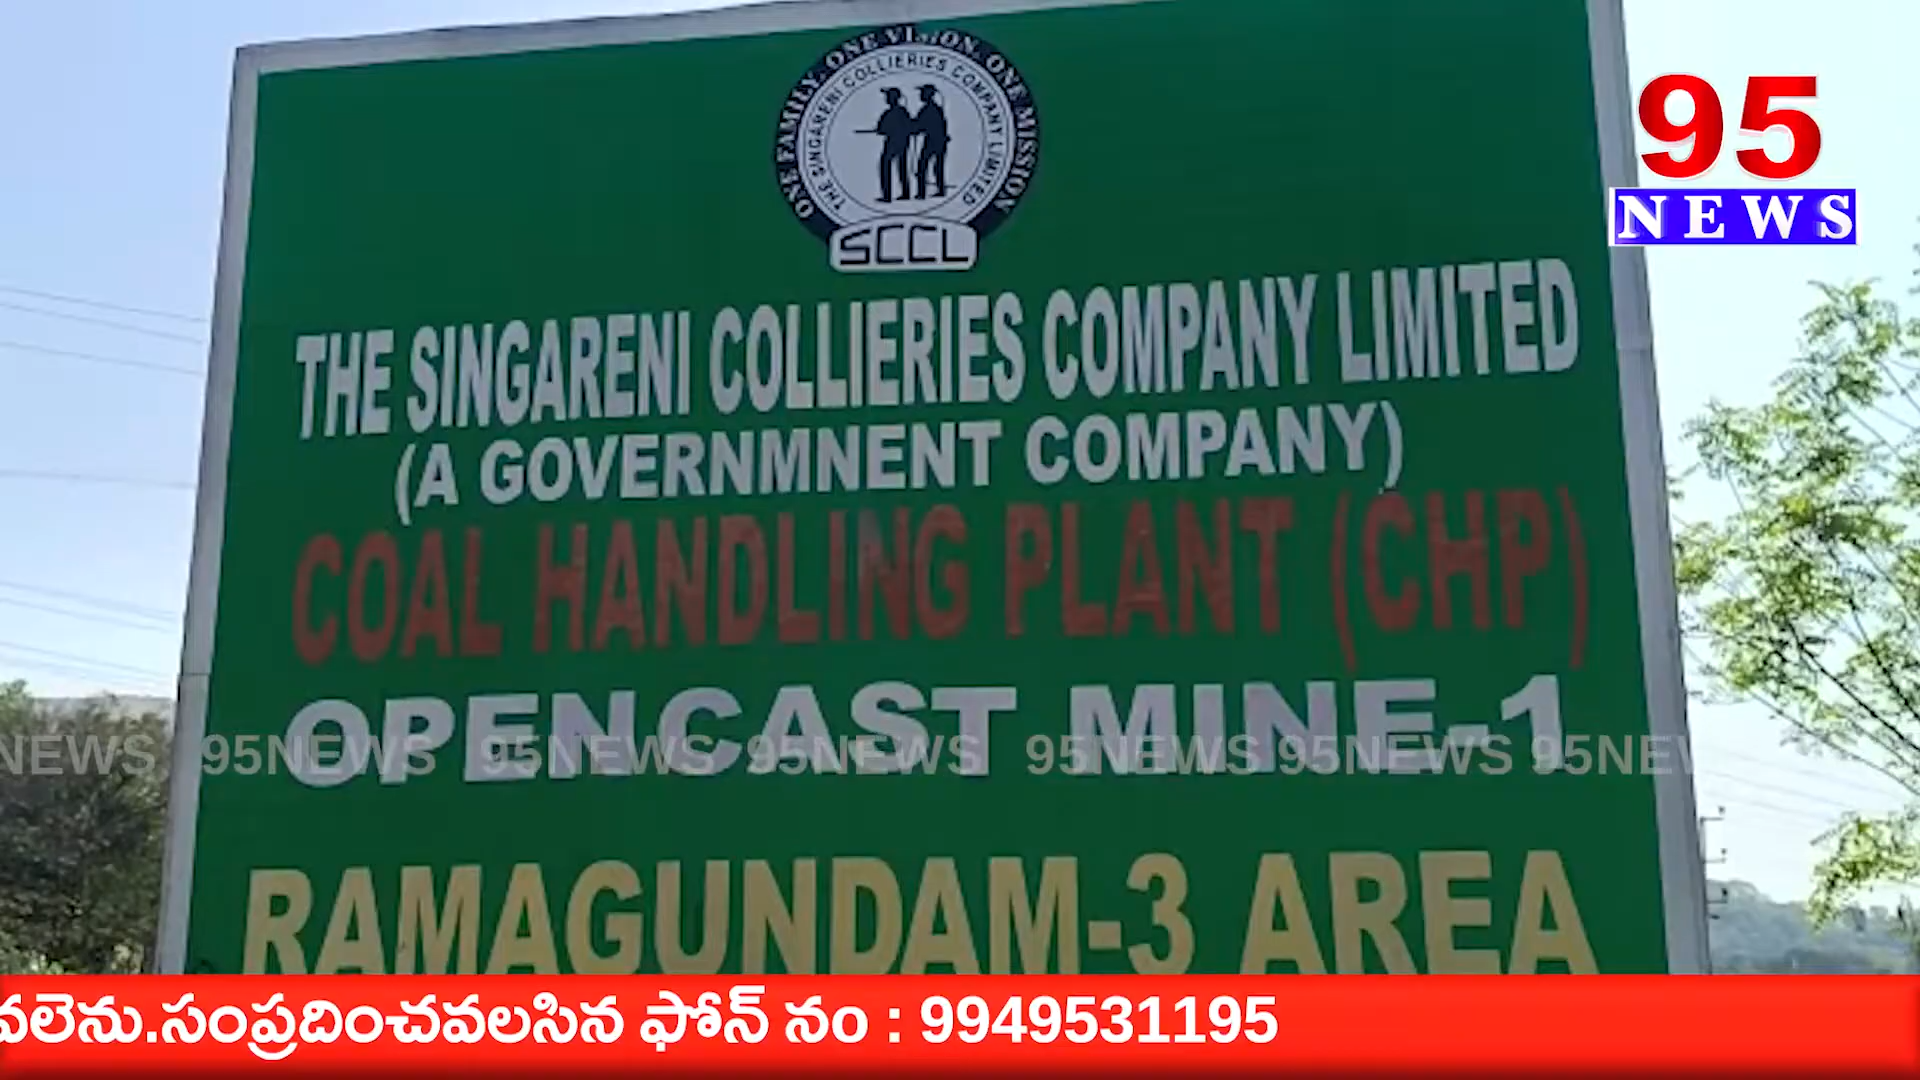 ONE FAMILY, ONE VISION, ONE MISSION
THE SINGARENI COLLIERIES COMPANY LIMITED
SCCL
95
NEWS
THE SINGARENI COLLIERIES COMPANY LIMITED
(A GOVERNMNENT COMPANY)
COAL HANDLING PLANT (CHP)
OPENCAST MINE-1
NEWS 95NEWS 95NEWS 95NEWS 95NEWS 95NEWS 95NEW
RAMAGUNDAM-3 AREA
వలెను.సంప్రదించవలసిన ఫోన్ నం : 9949531195